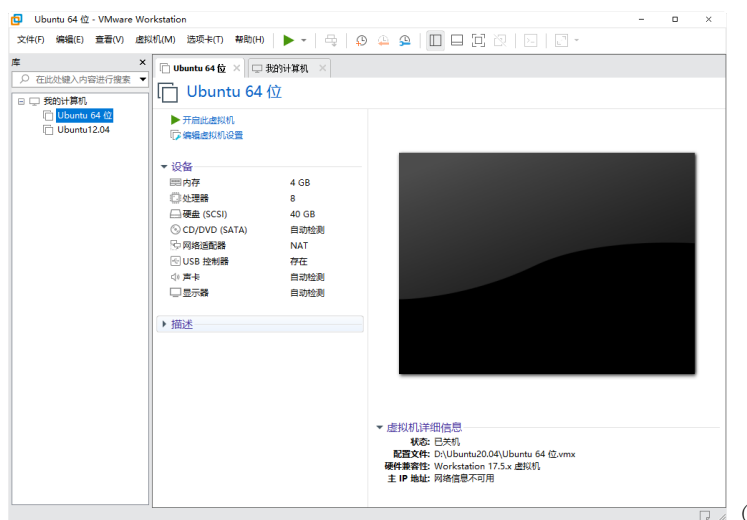 Ubuntu 64 位 - VMware Workstation
文件(F) 编辑(E) 查看(V) 虚拟机(M) 选项卡(T) 帮助(H)
库
在此处键入内容进行搜索
我的计算机
Ubuntu 64 位
Ubuntu12.04
Ubuntu 64 位 我的计算机
Ubuntu 64 位
开启此虚拟机
编辑虚拟机设置
设备
内存 4 GB
处理器 8
硬盘 (SCSI) 40 GB
CD/DVD (SATA) 自动检测
网络适配器 NAT
USB 控制器 存在
声卡 自动检测
显示器 自动检测
描述
虚拟机详细信息
状态: 已关机
配置文件: D:\Ubuntu20.04\Ubuntu 64 位.vmx
硬件兼容性: Workstation 17.5.x 虚拟机
主 IP 地址: 网络信息不可用